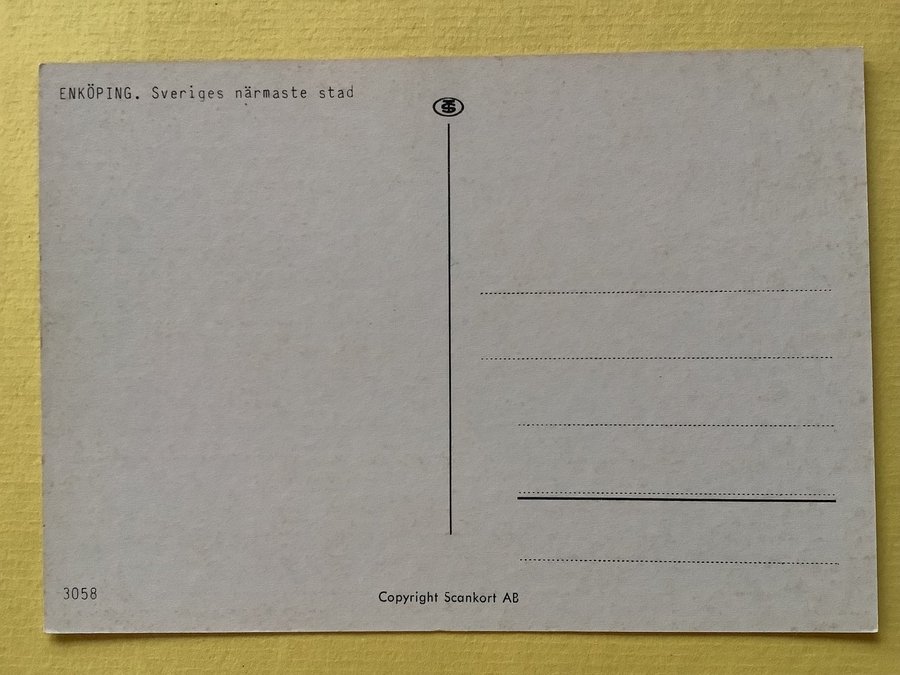 ENKÖPING. Sveriges närmaste stad
3058
Copyright Scankort AB